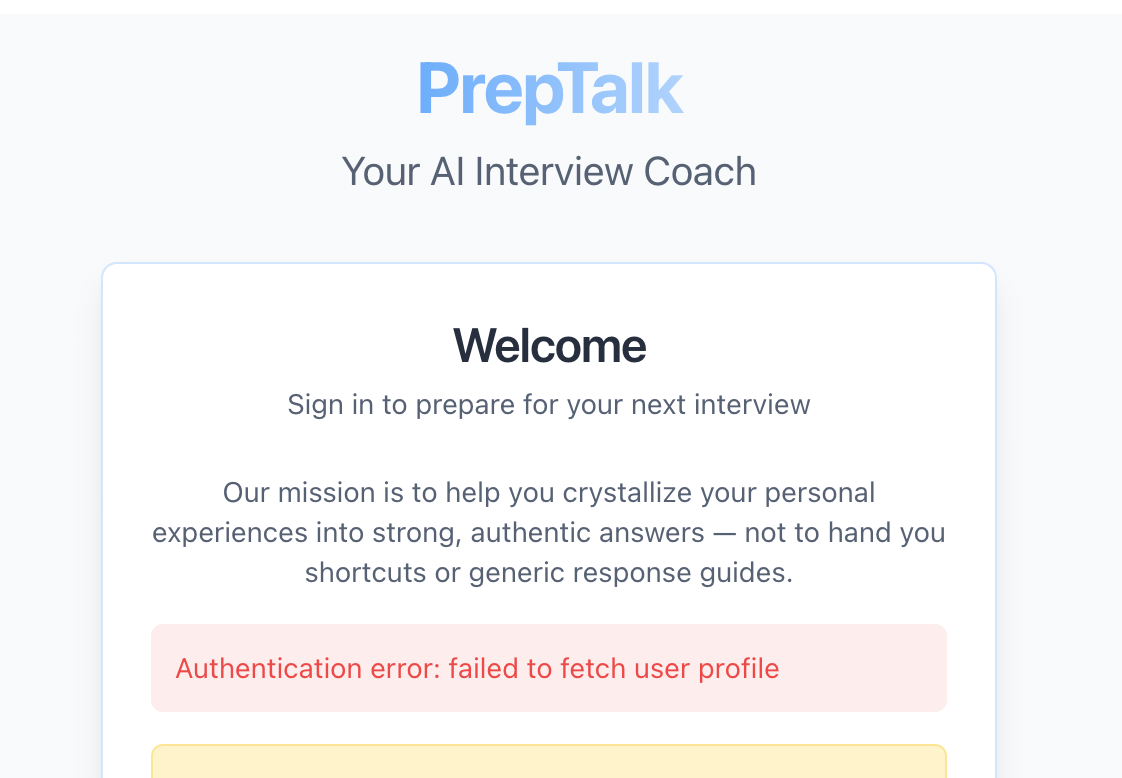 PrepTalk
Your AI Interview Coach
Welcome
Sign in to prepare for your next interview
Our mission is to help you crystallize your personal
experiences into strong, authentic answers — not to hand you
shortcuts or generic response guides.
Authentication error: failed to fetch user profile